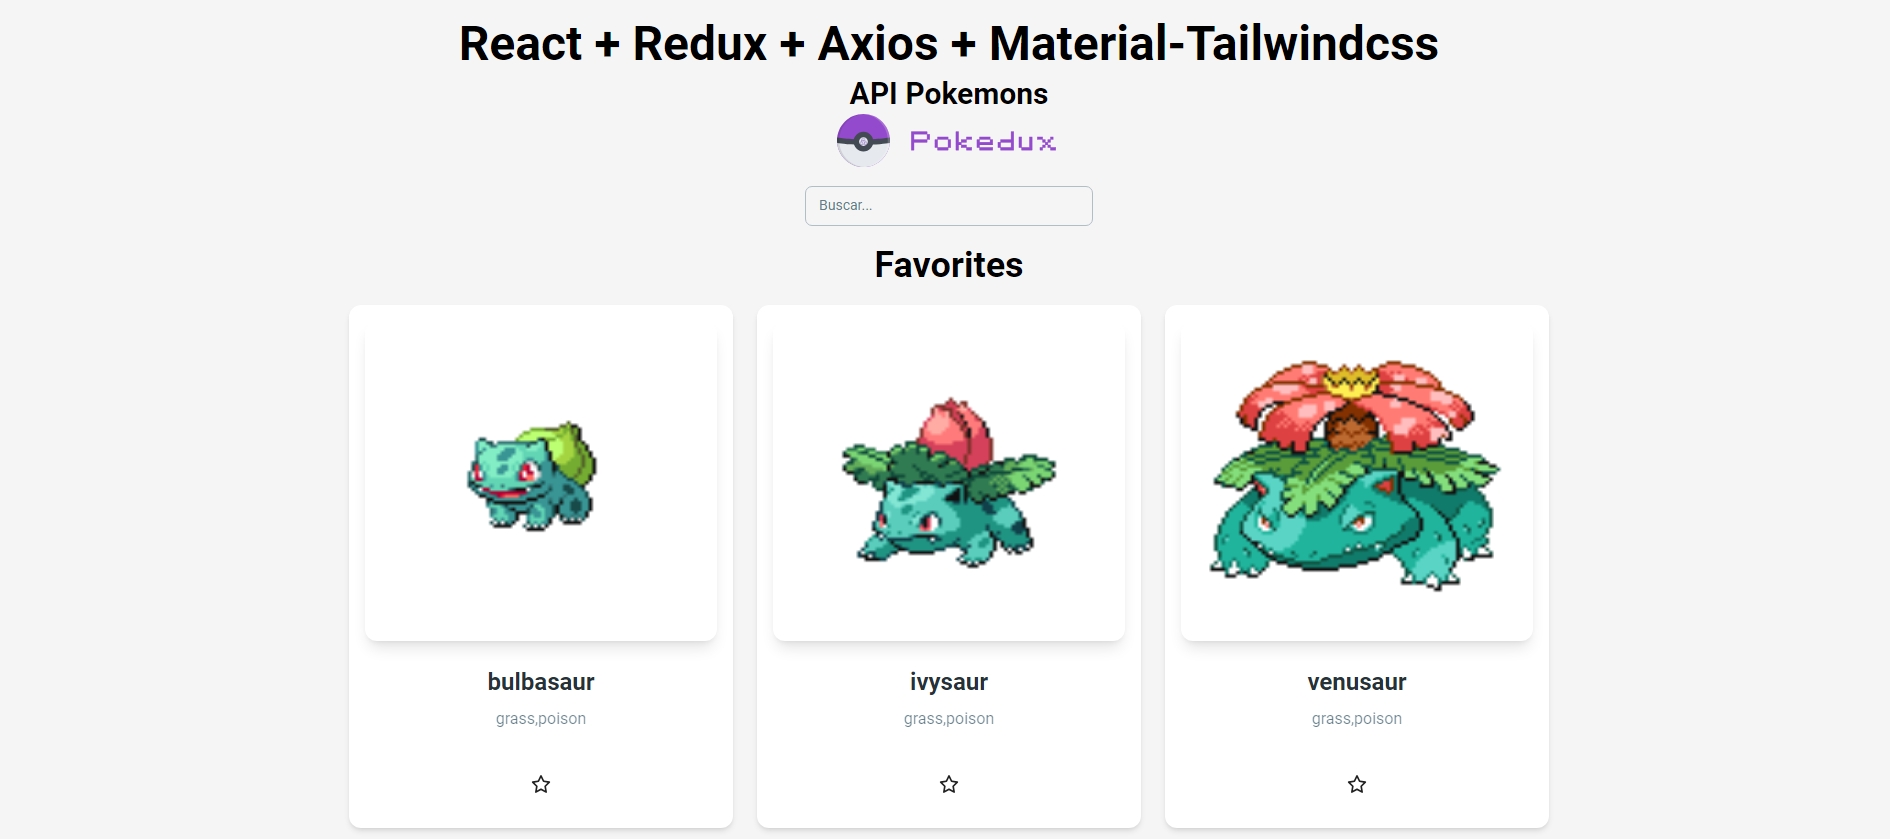 React + Redux + Axios + Material-Tailwindcss
API Pokemons
Pokedux
Buscar...
Favorites
bulbasaur
grass,poison
ivysaur
grass,poison
venusaur
grass,poison